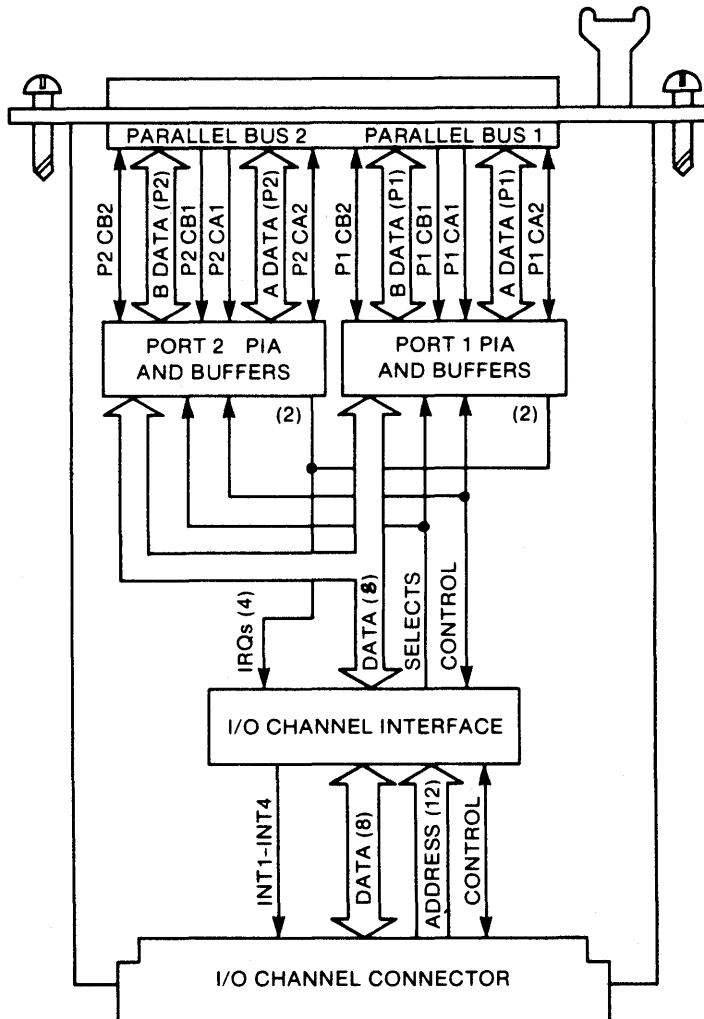 PARALLEL BUS 2
PARALLEL BUS 1
P2 CB2
B DATA (P2)
P2 CB1
P2 CA1
A DATA (P2)
P2 CA2
P1 CB2
B DATA (P1)
P1 CB1
P1 CA1
A DATA (P1)
P1 CA2
PORT 2 PIA
AND BUFFERS
PORT 1 PIA
AND BUFFERS
(2)
(2)
IRQs (4)
DATA (8)
SELECTS
CONTROL
I/O CHANNEL INTERFACE
INT1-INT4
DATA (8)
ADDRESS (12)
CONTROL
I/O CHANNEL CONNECTOR